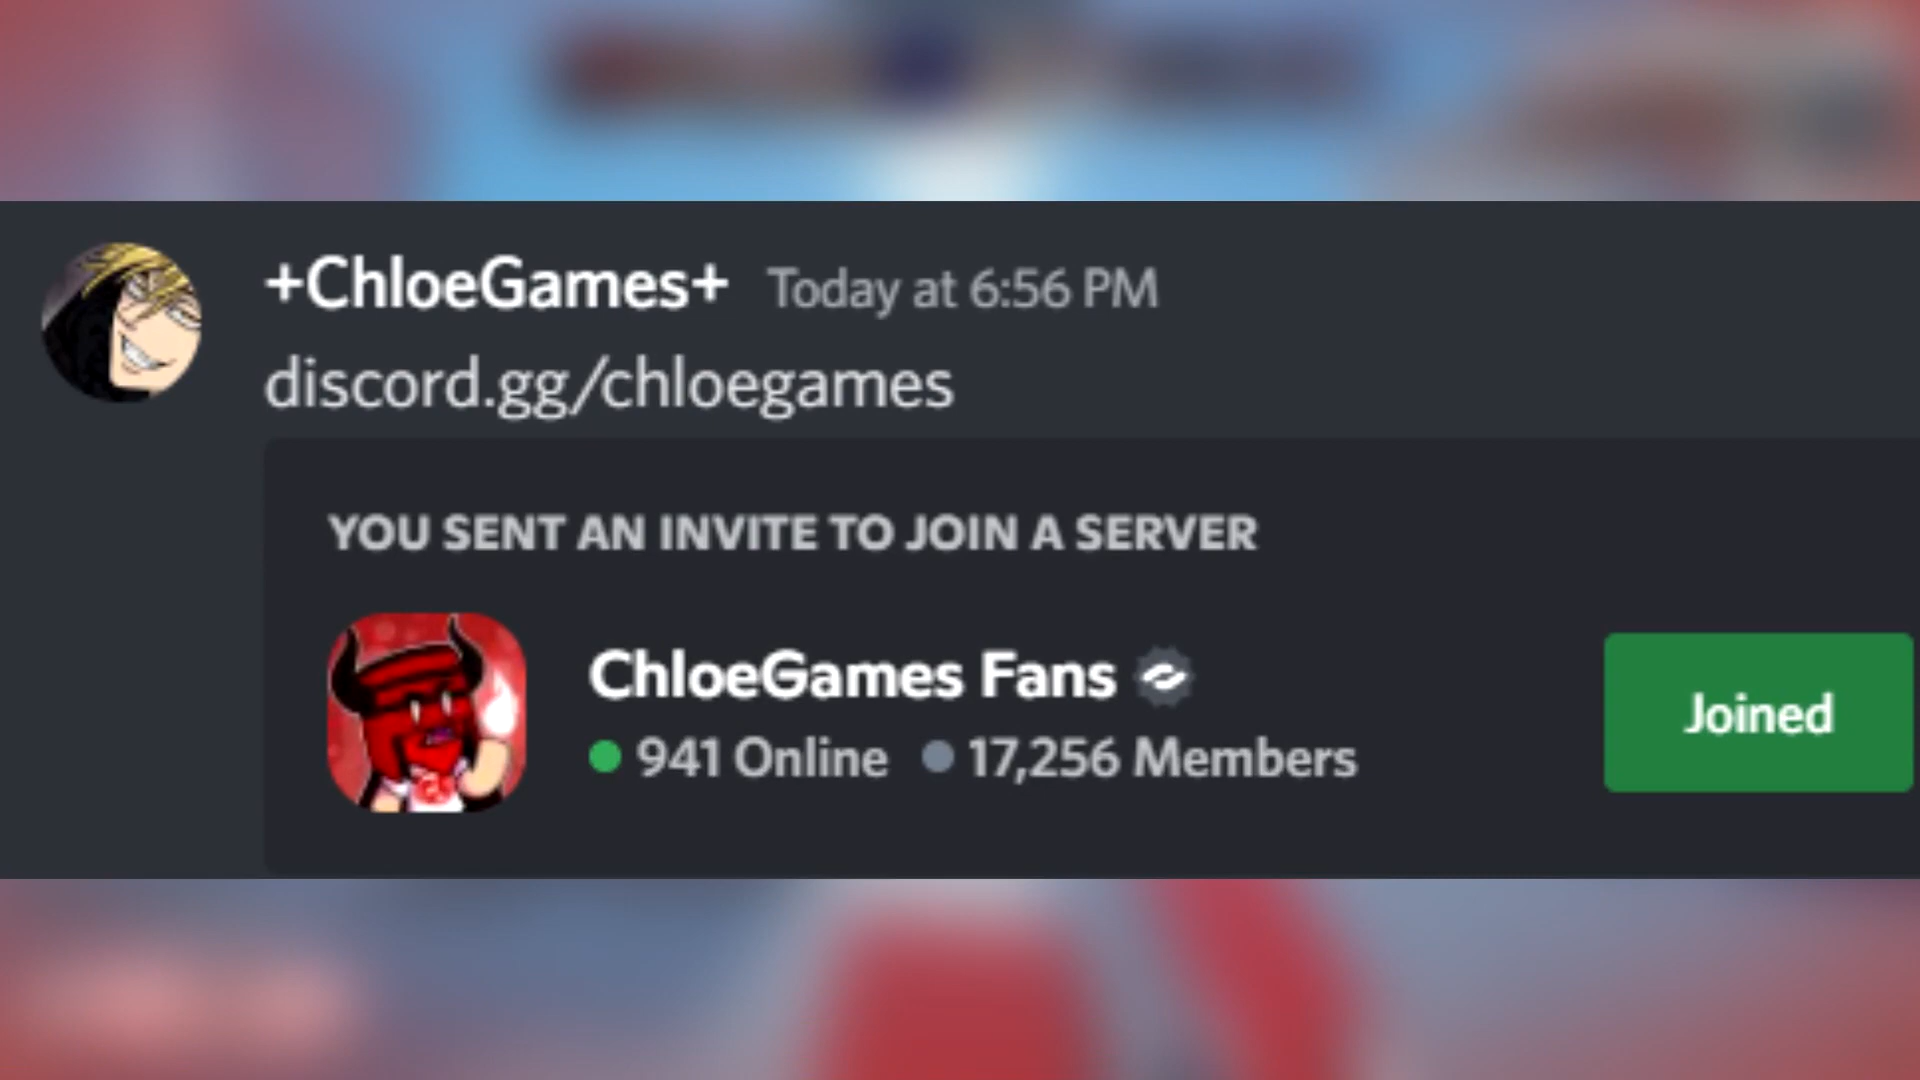 +ChloeGames+ Today at 6:56 PM
discord.gg/chloegames
YOU SENT AN INVITE TO JOIN A SERVER
ChloeGames Fans
941 Online 17,256 Members
Joined